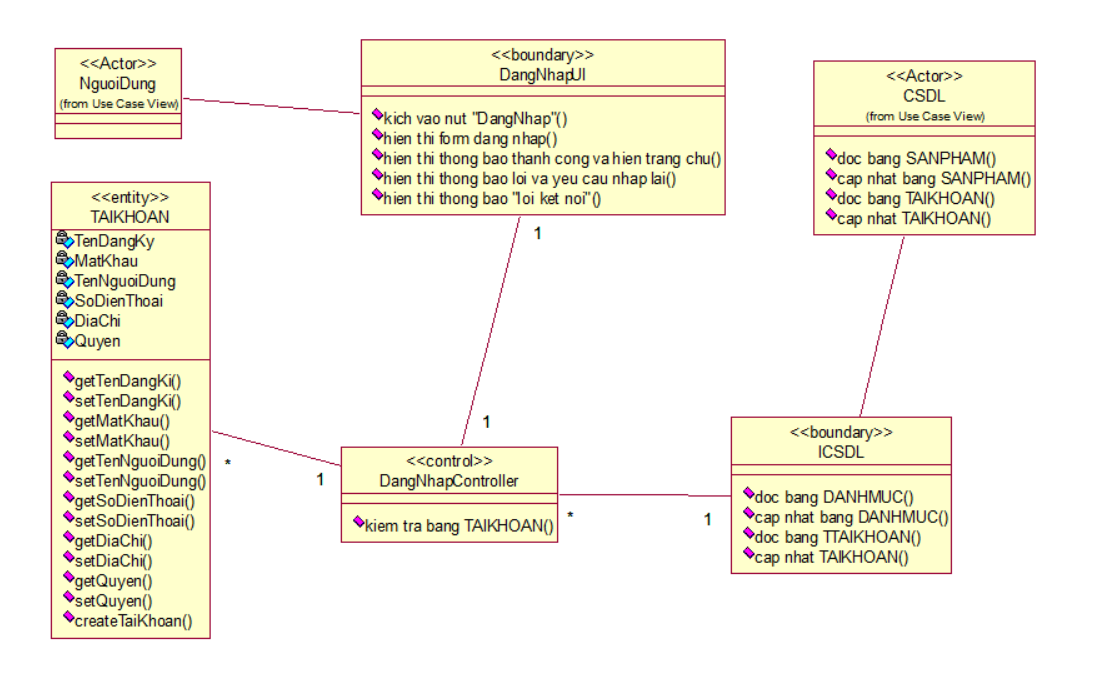 <<Actor>>
NguoiDung
(from Use Case View)
<<boundary>>
DangNhapUI
kich vao nut "DangNhap"()
hien thi form dang nhap()
hien thi thong bao thanh cong va hien trang chu()
hien thi thong bao loi va yeu cau nhap lai()
hien thi thong bao "loi ket noi"()
<<Actor>>
CSDL
(from Use Case View)
doc bang SANPHAM()
cap nhat bang SANPHAM()
doc bang TAIKHOAN()
cap nhat TAIKHOAN()
<<entity>>
TAIKHOAN
TenDangKy
MatKhau
TenNguoiDung
SoDienThoai
DiaChi
Quyen
getTenDangKi()
setTenDangKi()
getMatKhau()
setMatKhau()
getTenNguoiDung()
setTenNguoiDung()
getSoDienThoai()
setSoDienThoai()
getDiaChi()
setDiaChi()
getQuyen()
setQuyen()
createTaiKhoan()
1
1
*
1
<<control>>
DangNhapController
kiem tra bang TAIKHOAN()
*
1
<<boundary>>
ICSDL
doc bang DANHMUC()
cap nhat bang DANHMUC()
doc bang TTAIKHOAN()
cap nhat TAIKHOAN()